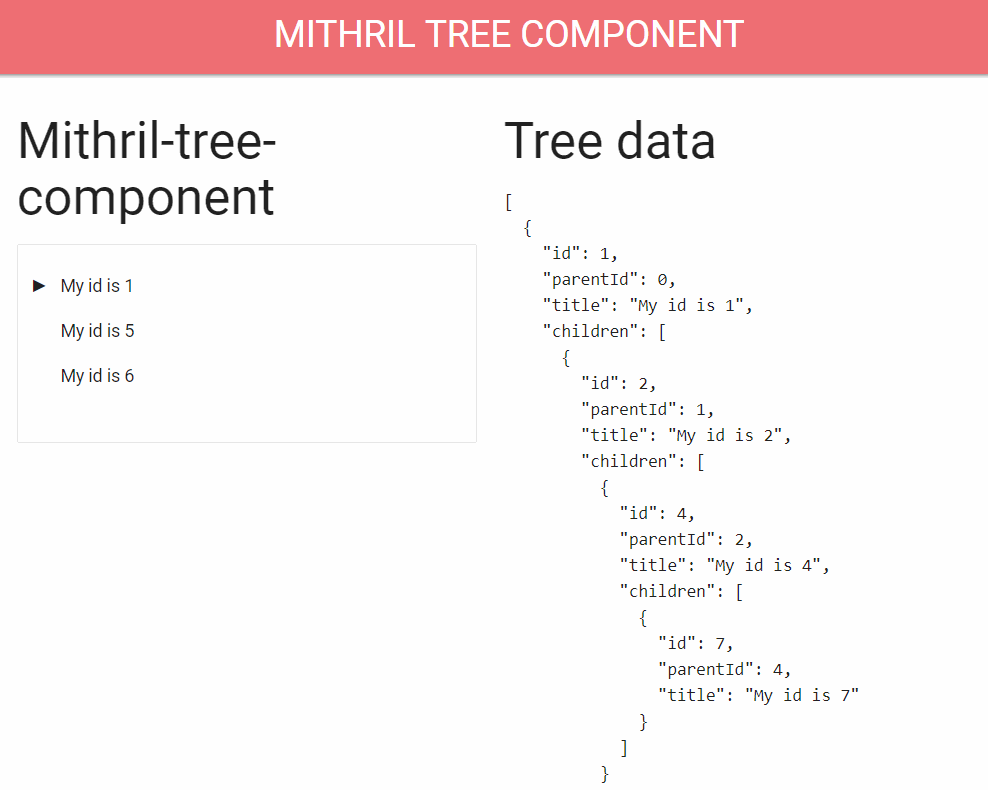 MITHRIL TREE COMPONENT
Mithril-tree-
component
▶ My id is 1
My id is 5
My id is 6
Tree data
[
  {
    "id": 1,
    "parentId": 0,
    "title": "My id is 1",
    "children": [
      {
        "id": 2,
        "parentId": 1,
        "title": "My id is 2",
        "children": [
          {
            "id": 4,
            "parentId": 2,
            "title": "My id is 4",
            "children": [
              {
                "id": 7,
                "parentId": 4,
                "title": "My id is 7"
              }
            ]
          }